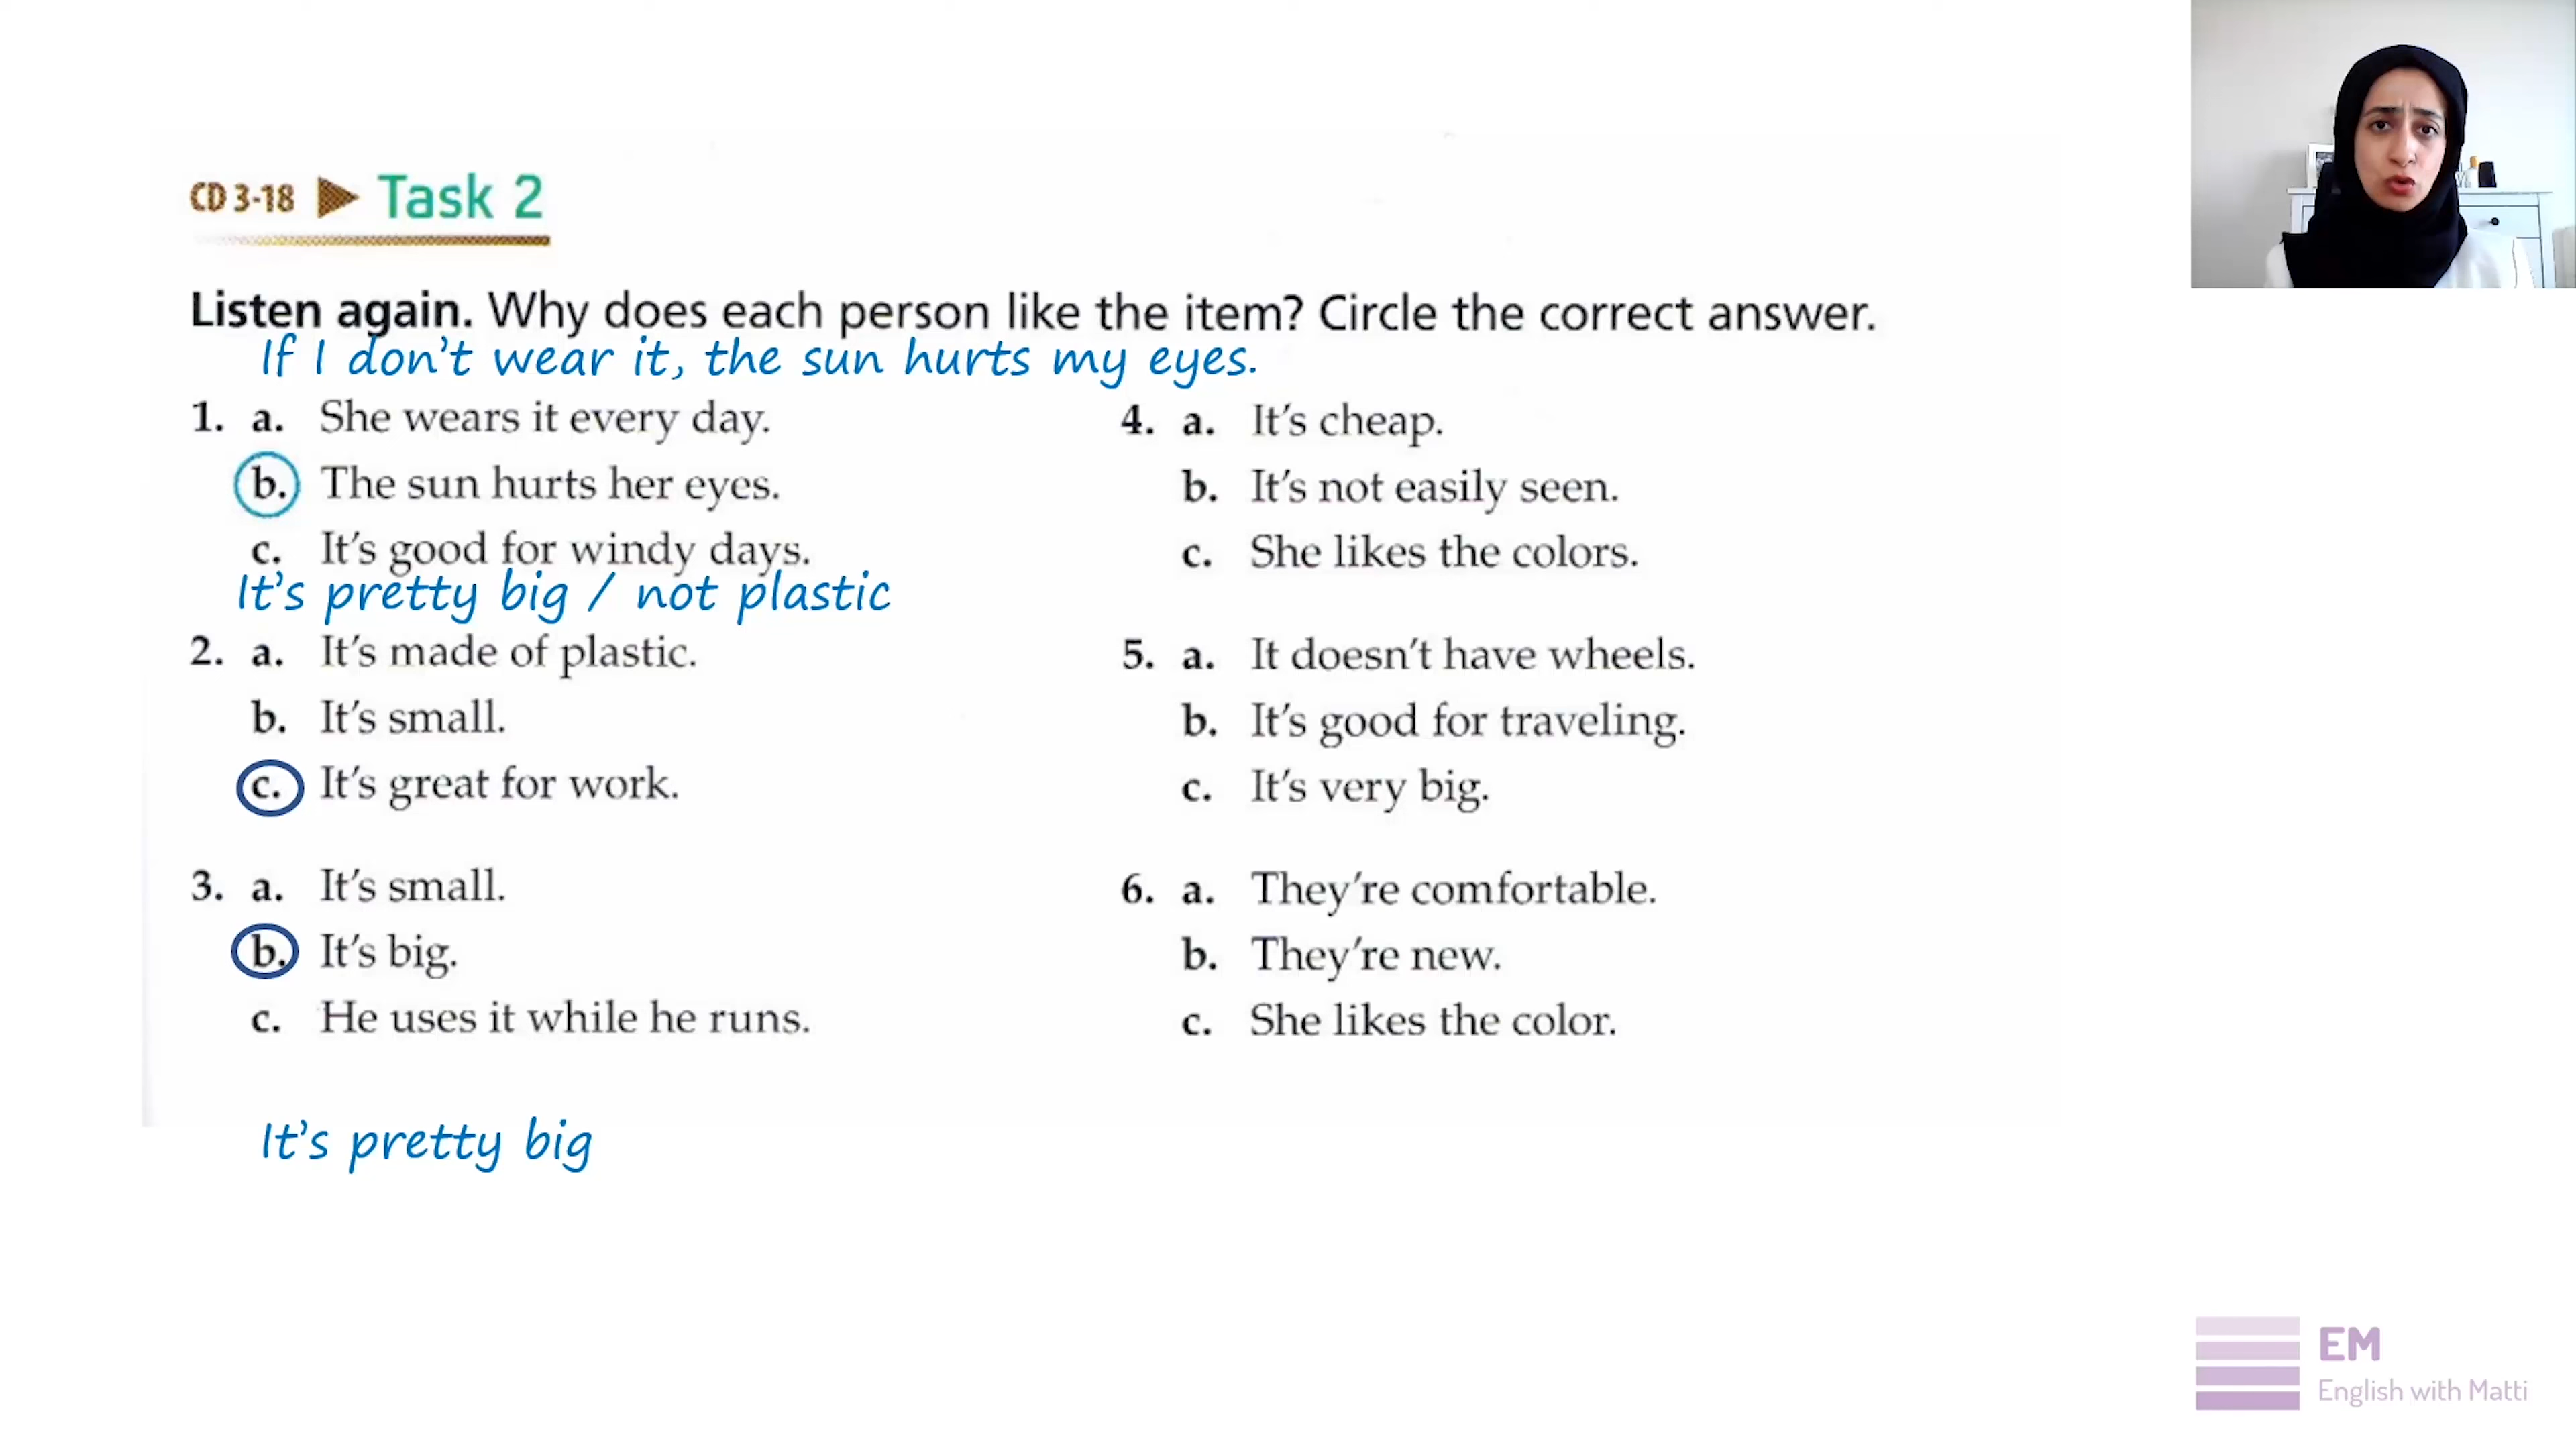 CD 3-18 ▶ Task 2
Listen again. Why does each person like the item? Circle the correct answer.
If I don't wear it, the sun hurts my eyes.
1. a. She wears it every day.
b. The sun hurts her eyes.
c. It's good for windy days.
It's pretty big / not plastic
2. a. It's made of plastic.
b. It's small.
c. It's great for work.
3. a. It's small.
b. It's big.
c. He uses it while he runs.
It's pretty big
4. a. It's cheap.
b. It's not easily seen.
c. She likes the colors.
5. a. It doesn't have wheels.
b. It's good for traveling.
c. It's very big.
6. a. They're comfortable.
b. They're new.
c. She likes the color.
EM
English with Matti